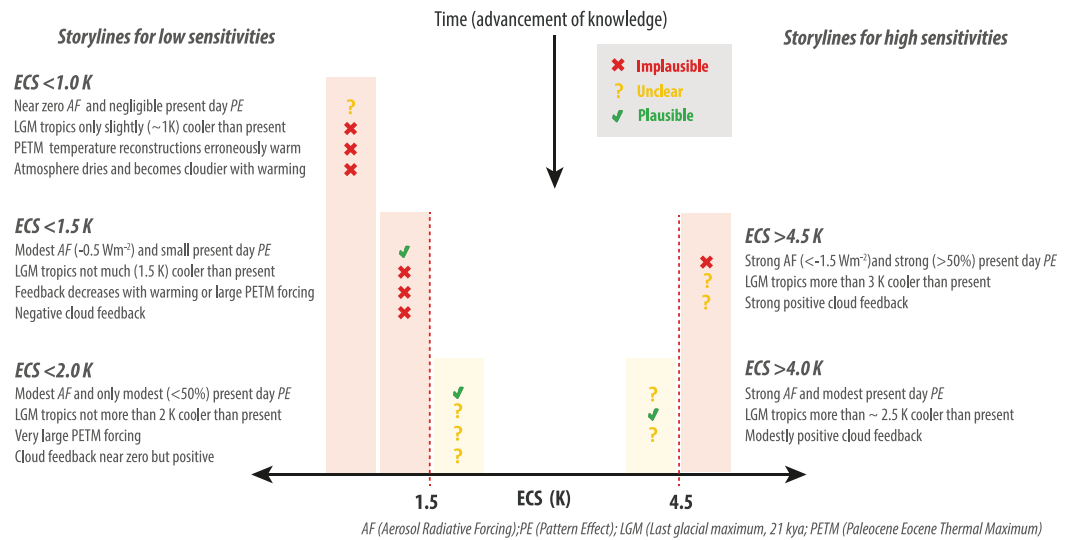 Time (advancement of knowledge)
Storylines for low sensitivities
Storylines for high sensitivities
✖ Implausible
? Unclear
✔ Plausible
ECS <1.0 K
Near zero AF and negligible present day PE ?
LGM tropics only slightly (~1K) cooler than present ✖
PETM temperature reconstructions erroneously warm ✖
Atmosphere dries and becomes cloudier with warming ✖
ECS <1.5 K
Modest AF (-0.5 Wm⁻²) and small present day PE ✔
LGM tropics not much (1.5 K) cooler than present ✖
Feedback decreases with warming or large PETM forcing ✖
Negative cloud feedback ✖
ECS <2.0 K
Modest AF and only modest (<50%) present day PE ✔
LGM tropics not more than 2 K cooler than present ?
Very large PETM forcing ?
Cloud feedback near zero but positive ?
ECS >4.5 K
✖ Strong AF (<-1.5 Wm⁻²)and strong (>50%) present day PE
? LGM tropics more than 3 K cooler than present
? Strong positive cloud feedback
ECS >4.0 K
? Strong AF and modest present day PE
✔ LGM tropics more than ~ 2.5 K cooler than present
? Modestly positive cloud feedback
1.5 ECS (K) 4.5
AF (Aerosol Radiative Forcing);PE (Pattern Effect); LGM (Last glacial maximum, 21 kya; PETM (Paleocene Eocene Thermal Maximum)